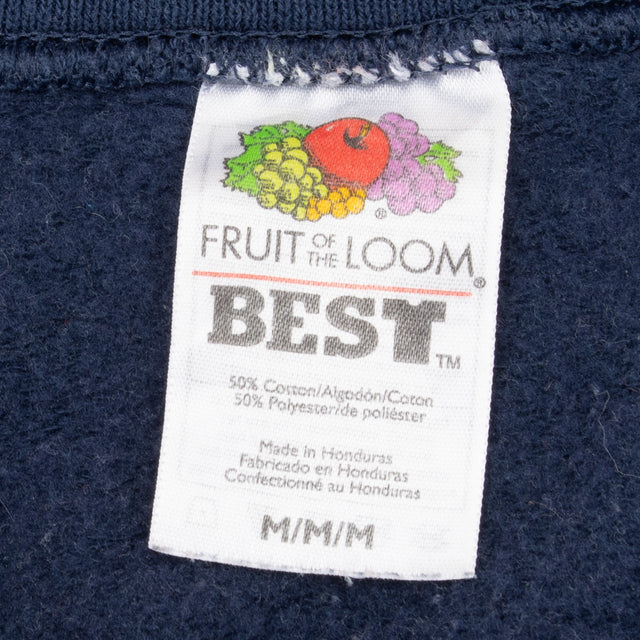 ®
FRUIT OF THE LOOM®
BEST™
50% Cotton/Algodón/Coton
50% Polyester/de poliéster
Made in Honduras
Fabricado en Honduras
Confectionné au Honduras
M/M/M